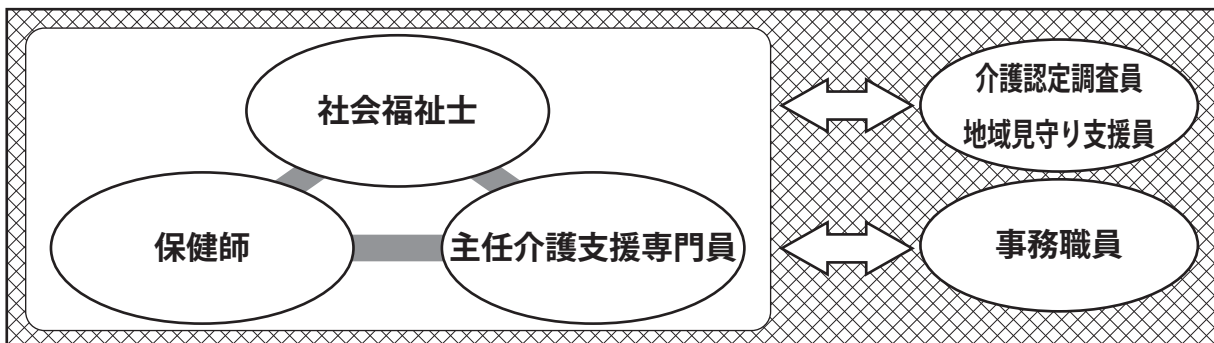 社会福祉士
保健師
主任介護支援専門員
介護認定調査員
地域見守り支援員
事務職員